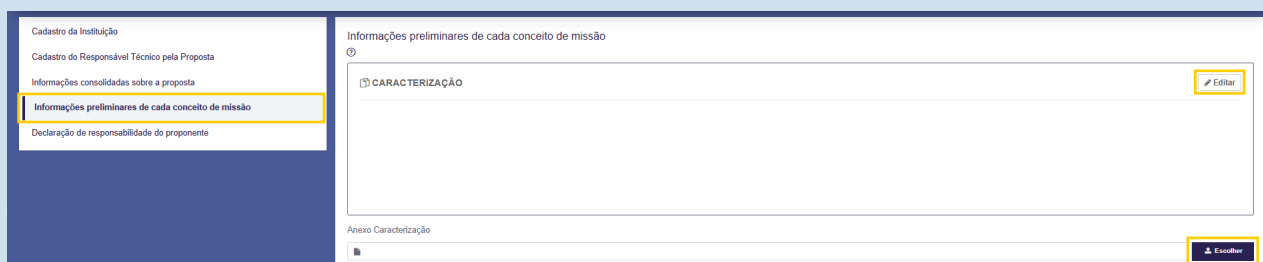 Cadastro da Instituição
Cadastro do Responsável Técnico pela Proposta
Informações consolidadas sobre a proposta
Informações preliminares de cada conceito de missão
Declaração de responsabilidade do proponente
Informações preliminares de cada conceito de missão
CARACTERIZAÇÃO
Editar
Anexo Caracterização
Escolher